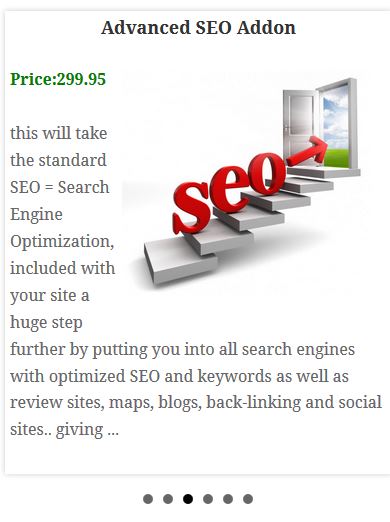 Advanced SEO Addon
Price:299.95
this will take
the standard
SEO = Search
Engine
Optimization,
included with
your site a
huge step
further by putting you into all search engines
with optimized SEO and keywords as well as
review sites, maps, blogs, back-linking and social
sites.. giving ...
seo